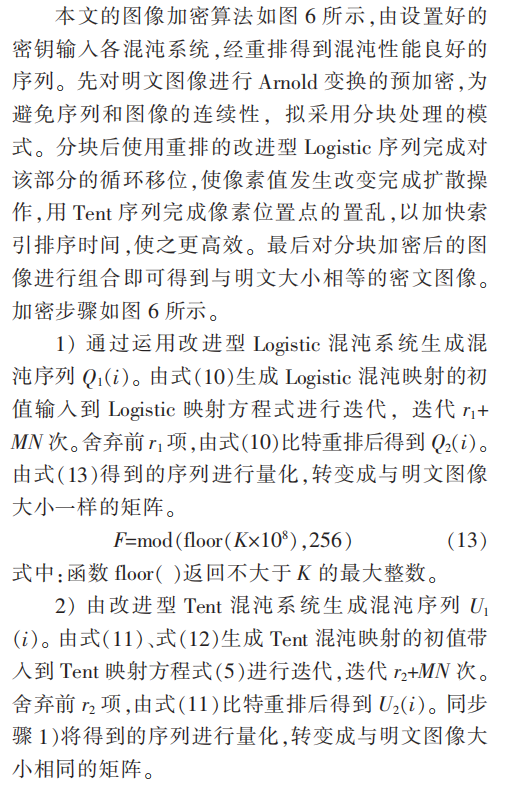 本文的图像加密算法如图 6 所示,由设置好的
密钥输入各混沌系统,经重排得到混沌性能良好的
序列。先对明文图像进行 Arnold 变换的预加密,为
避免序列和图像的连续性，拟采用分块处理的模
式。分块后使用重排的改进型 Logistic 序列完成对
该部分的循环移位,使像素值发生改变完成扩散操
作,用 Tent 序列完成像素位置点的置乱,以加快索
引排序时间,使之更高效。最后对分块加密后的图
像进行组合即可得到与明文大小相等的密文图像。
加密步骤如图 6 所示。
1) 通过运用改进型 Logistic 混沌系统生成混
沌序列 Q₁(i)。由式(10)生成 Logistic 混沌映射的初
值输入到 Logistic 映射方程式进行迭代，迭代 r₁+
MN 次。舍弃前 r₁ 项,由式(10)比特重排后得到 Q₂(i)。
由式(13)得到的序列进行量化,转变成与明文图像
大小一样的矩阵。
F=mod(floor(K×10⁸),256) (13)
式中:函数 floor( )返回不大于 K 的最大整数。
2) 由改进型 Tent 混沌系统生成混沌序列 U₁
(i)。由式(11)、式(12)生成 Tent 混沌映射的初值带
入到 Tent 映射方程式(5)进行迭代,迭代 r₂+MN 次。
舍弃前 r₂ 项,由式(11)比特重排后得到 U₂(i)。同步
骤 1)将得到的序列进行量化,转变成与明文图像大
小相同的矩阵。